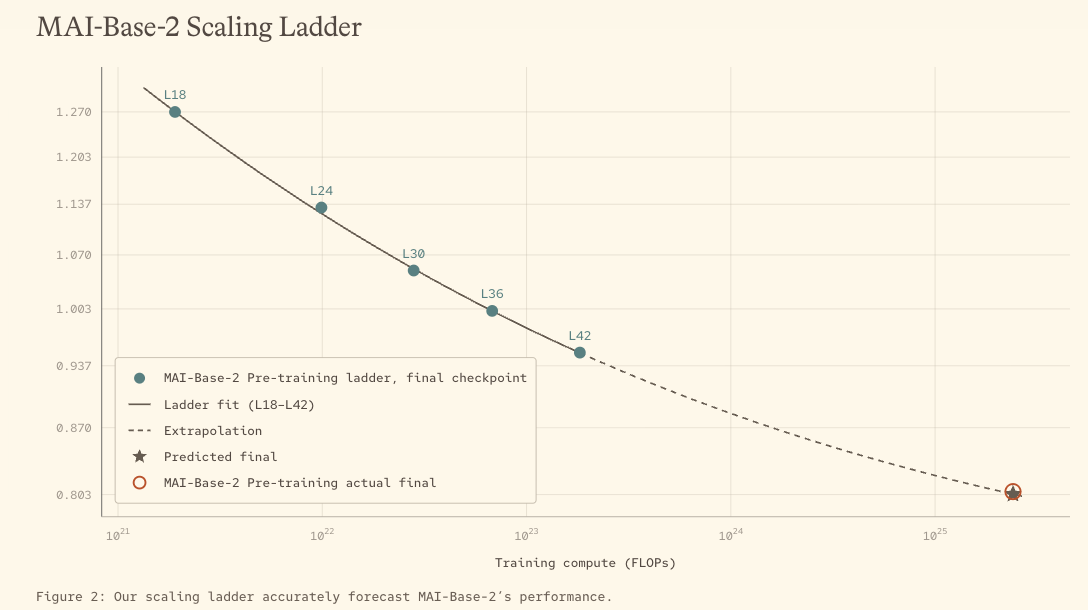 MAI-Base-2 Scaling Ladder
1.270
1.203
1.137
1.070
1.003
0.937
0.870
0.803
L18
L24
L30
L36
L42
MAI-Base-2 Pre-training ladder, final checkpoint
Ladder fit (L18–L42)
Extrapolation
Predicted final
MAI-Base-2 Pre-training actual final
10²¹ 10²² 10²³ 10²⁴ 10²⁵
Training compute (FLOPs)
Figure 2: Our scaling ladder accurately forecast MAI-Base-2's performance.